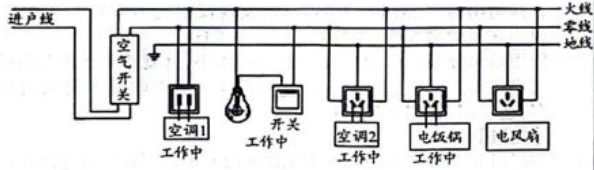 火线
进户线
零线
地线
空气开关
空调1
工作中
开关
工作中
空调2
工作中
电饭锅
工作中
电风扇